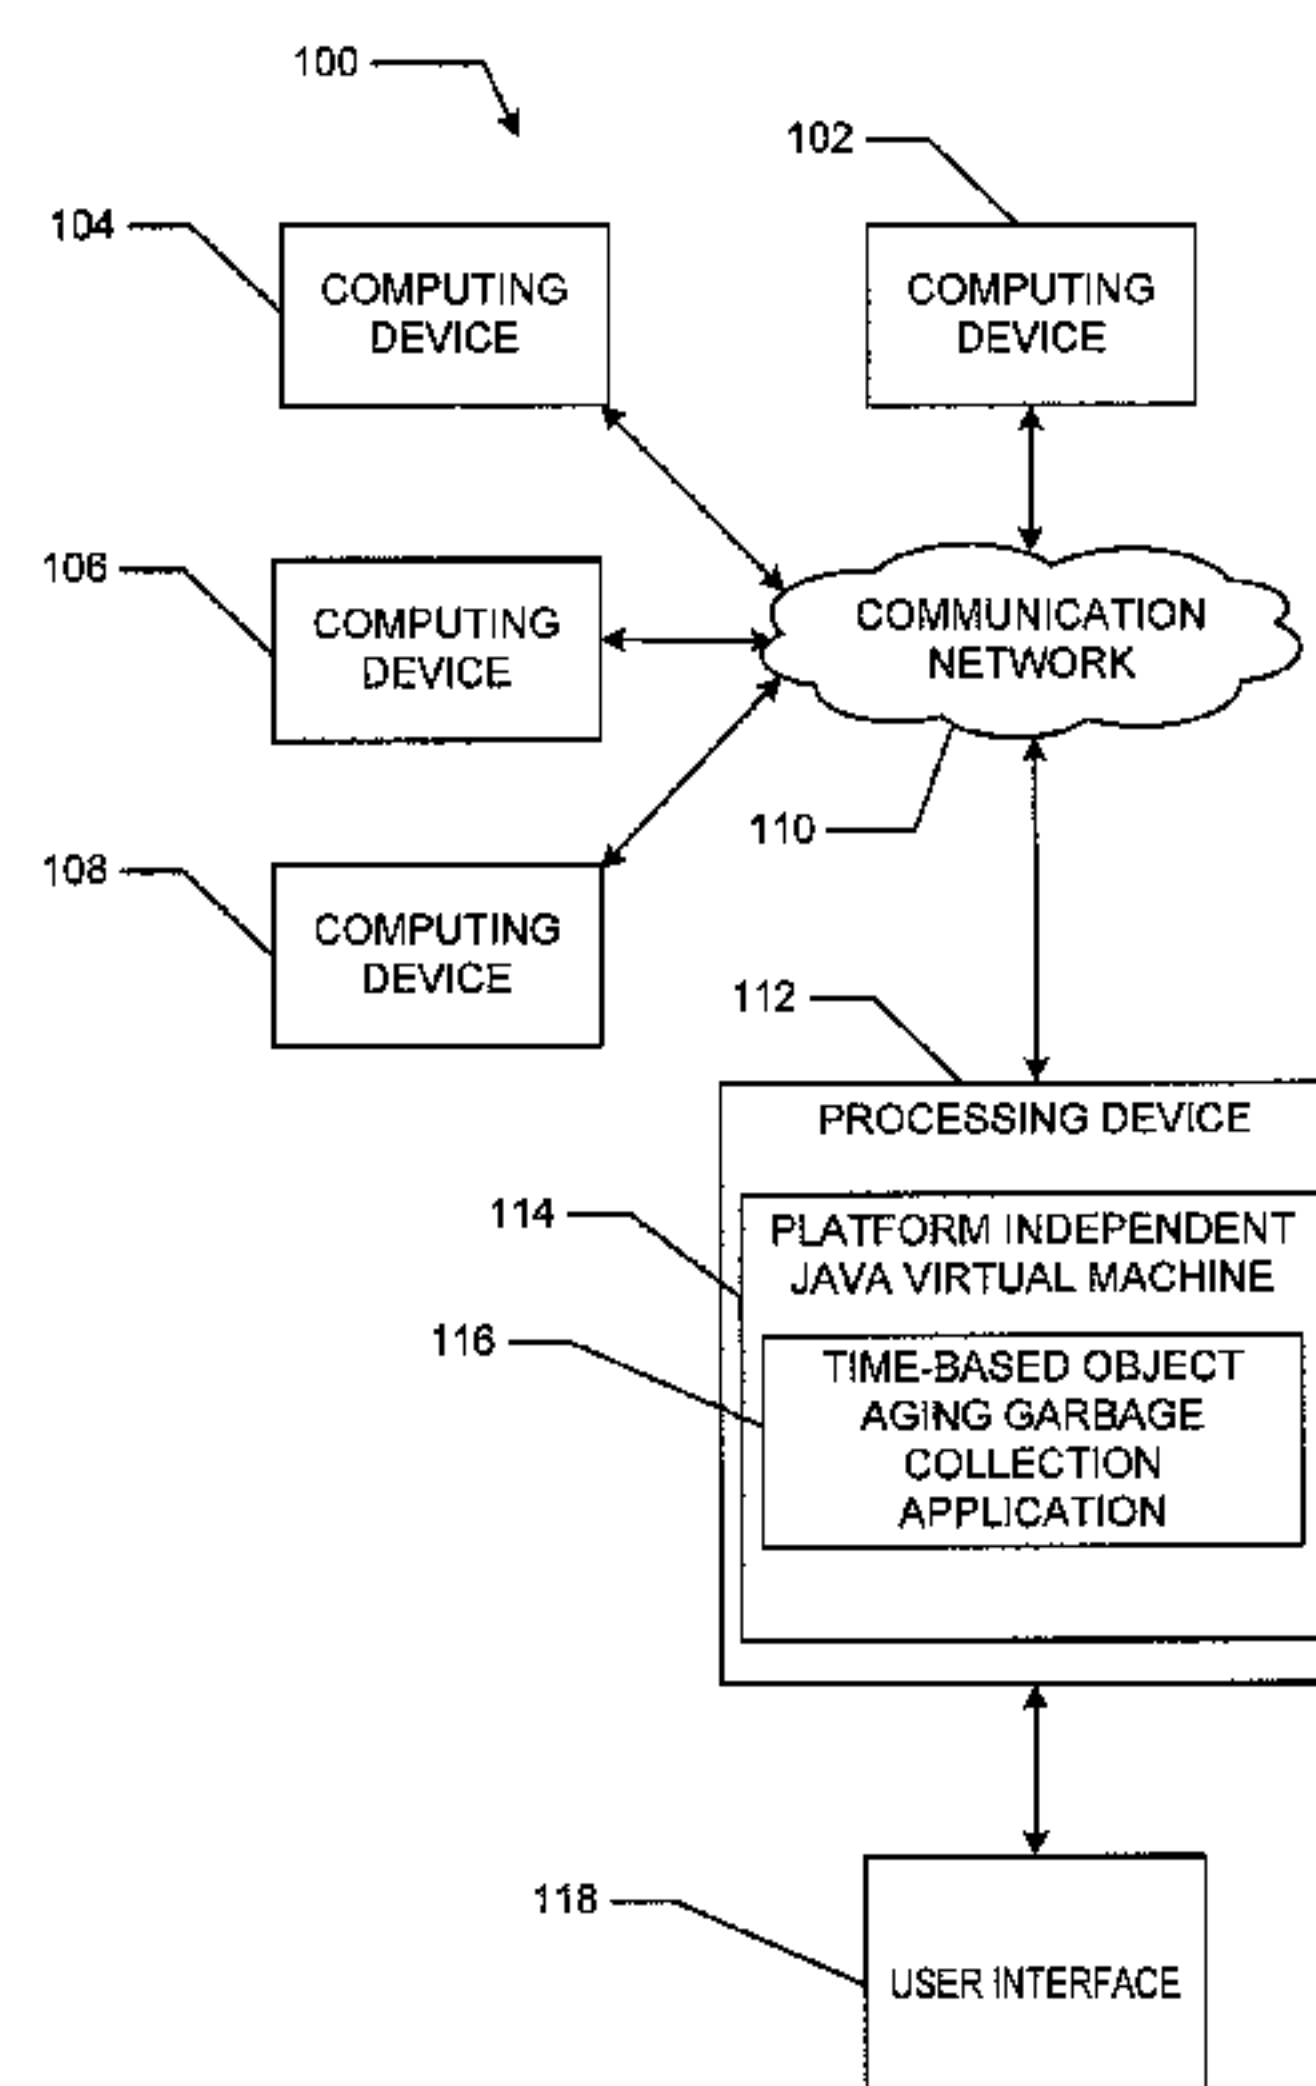 100
102
104
COMPUTING
DEVICE
COMPUTING
DEVICE
106
COMPUTING
DEVICE
COMMUNICATION
NETWORK
110
108
COMPUTING
DEVICE
112
PROCESSING DEVICE
114
PLATFORM INDEPENDENT
JAVA VIRTUAL MACHINE
116
TIME-BASED OBJECT
AGING GARBAGE
COLLECTION
APPLICATION
118
USER INTERFACE